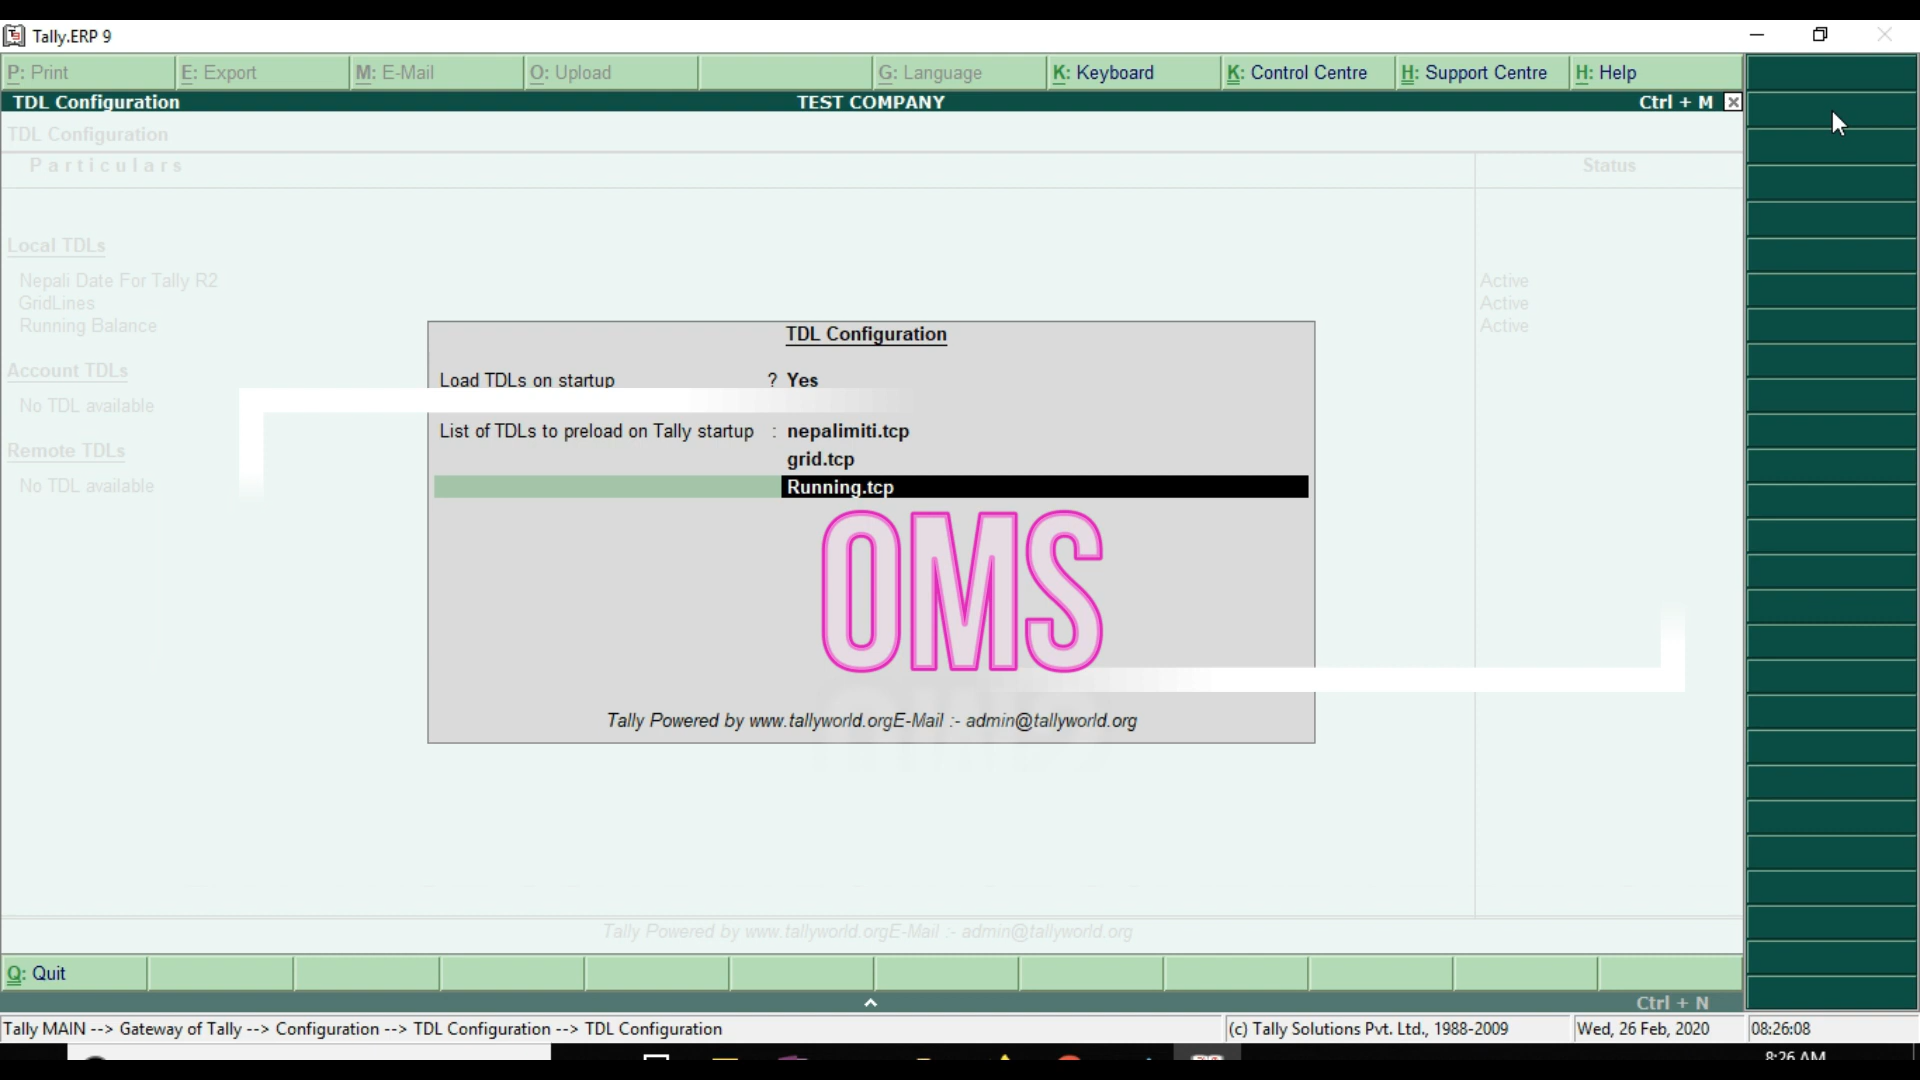 Tally.ERP 9
P: Print E: Export M: E-Mail O: Upload G: Language K: Keyboard K: Control Centre H: Support Centre H: Help
TDL Configuration TEST COMPANY Ctrl + M
TDL Configuration
Particulars Status
Local TDLs
Nepali Date For Tally R2 Active
GridLines Active
Running Balance Active
Account TDLs
No TDL available
Remote TDLs
No TDL available
TDL Configuration
Load TDLs on startup ? Yes
List of TDLs to preload on Tally startup : nepalimiti.tcp
grid.tcp
Running.tcp
OMS
Tally Powered by www.tallyworld.orgE-Mail :- admin@tallyworld.org
Tally Powered by www.tallyworld.orgE-Mail :- admin@tallyworld.org
Q: Quit
Ctrl + N
Tally MAIN --> Gateway of Tally --> Configuration --> TDL Configuration --> TDL Configuration (c) Tally Solutions Pvt. Ltd., 1988-2009 Wed, 26 Feb, 2020 08:26:08
8:26 AM